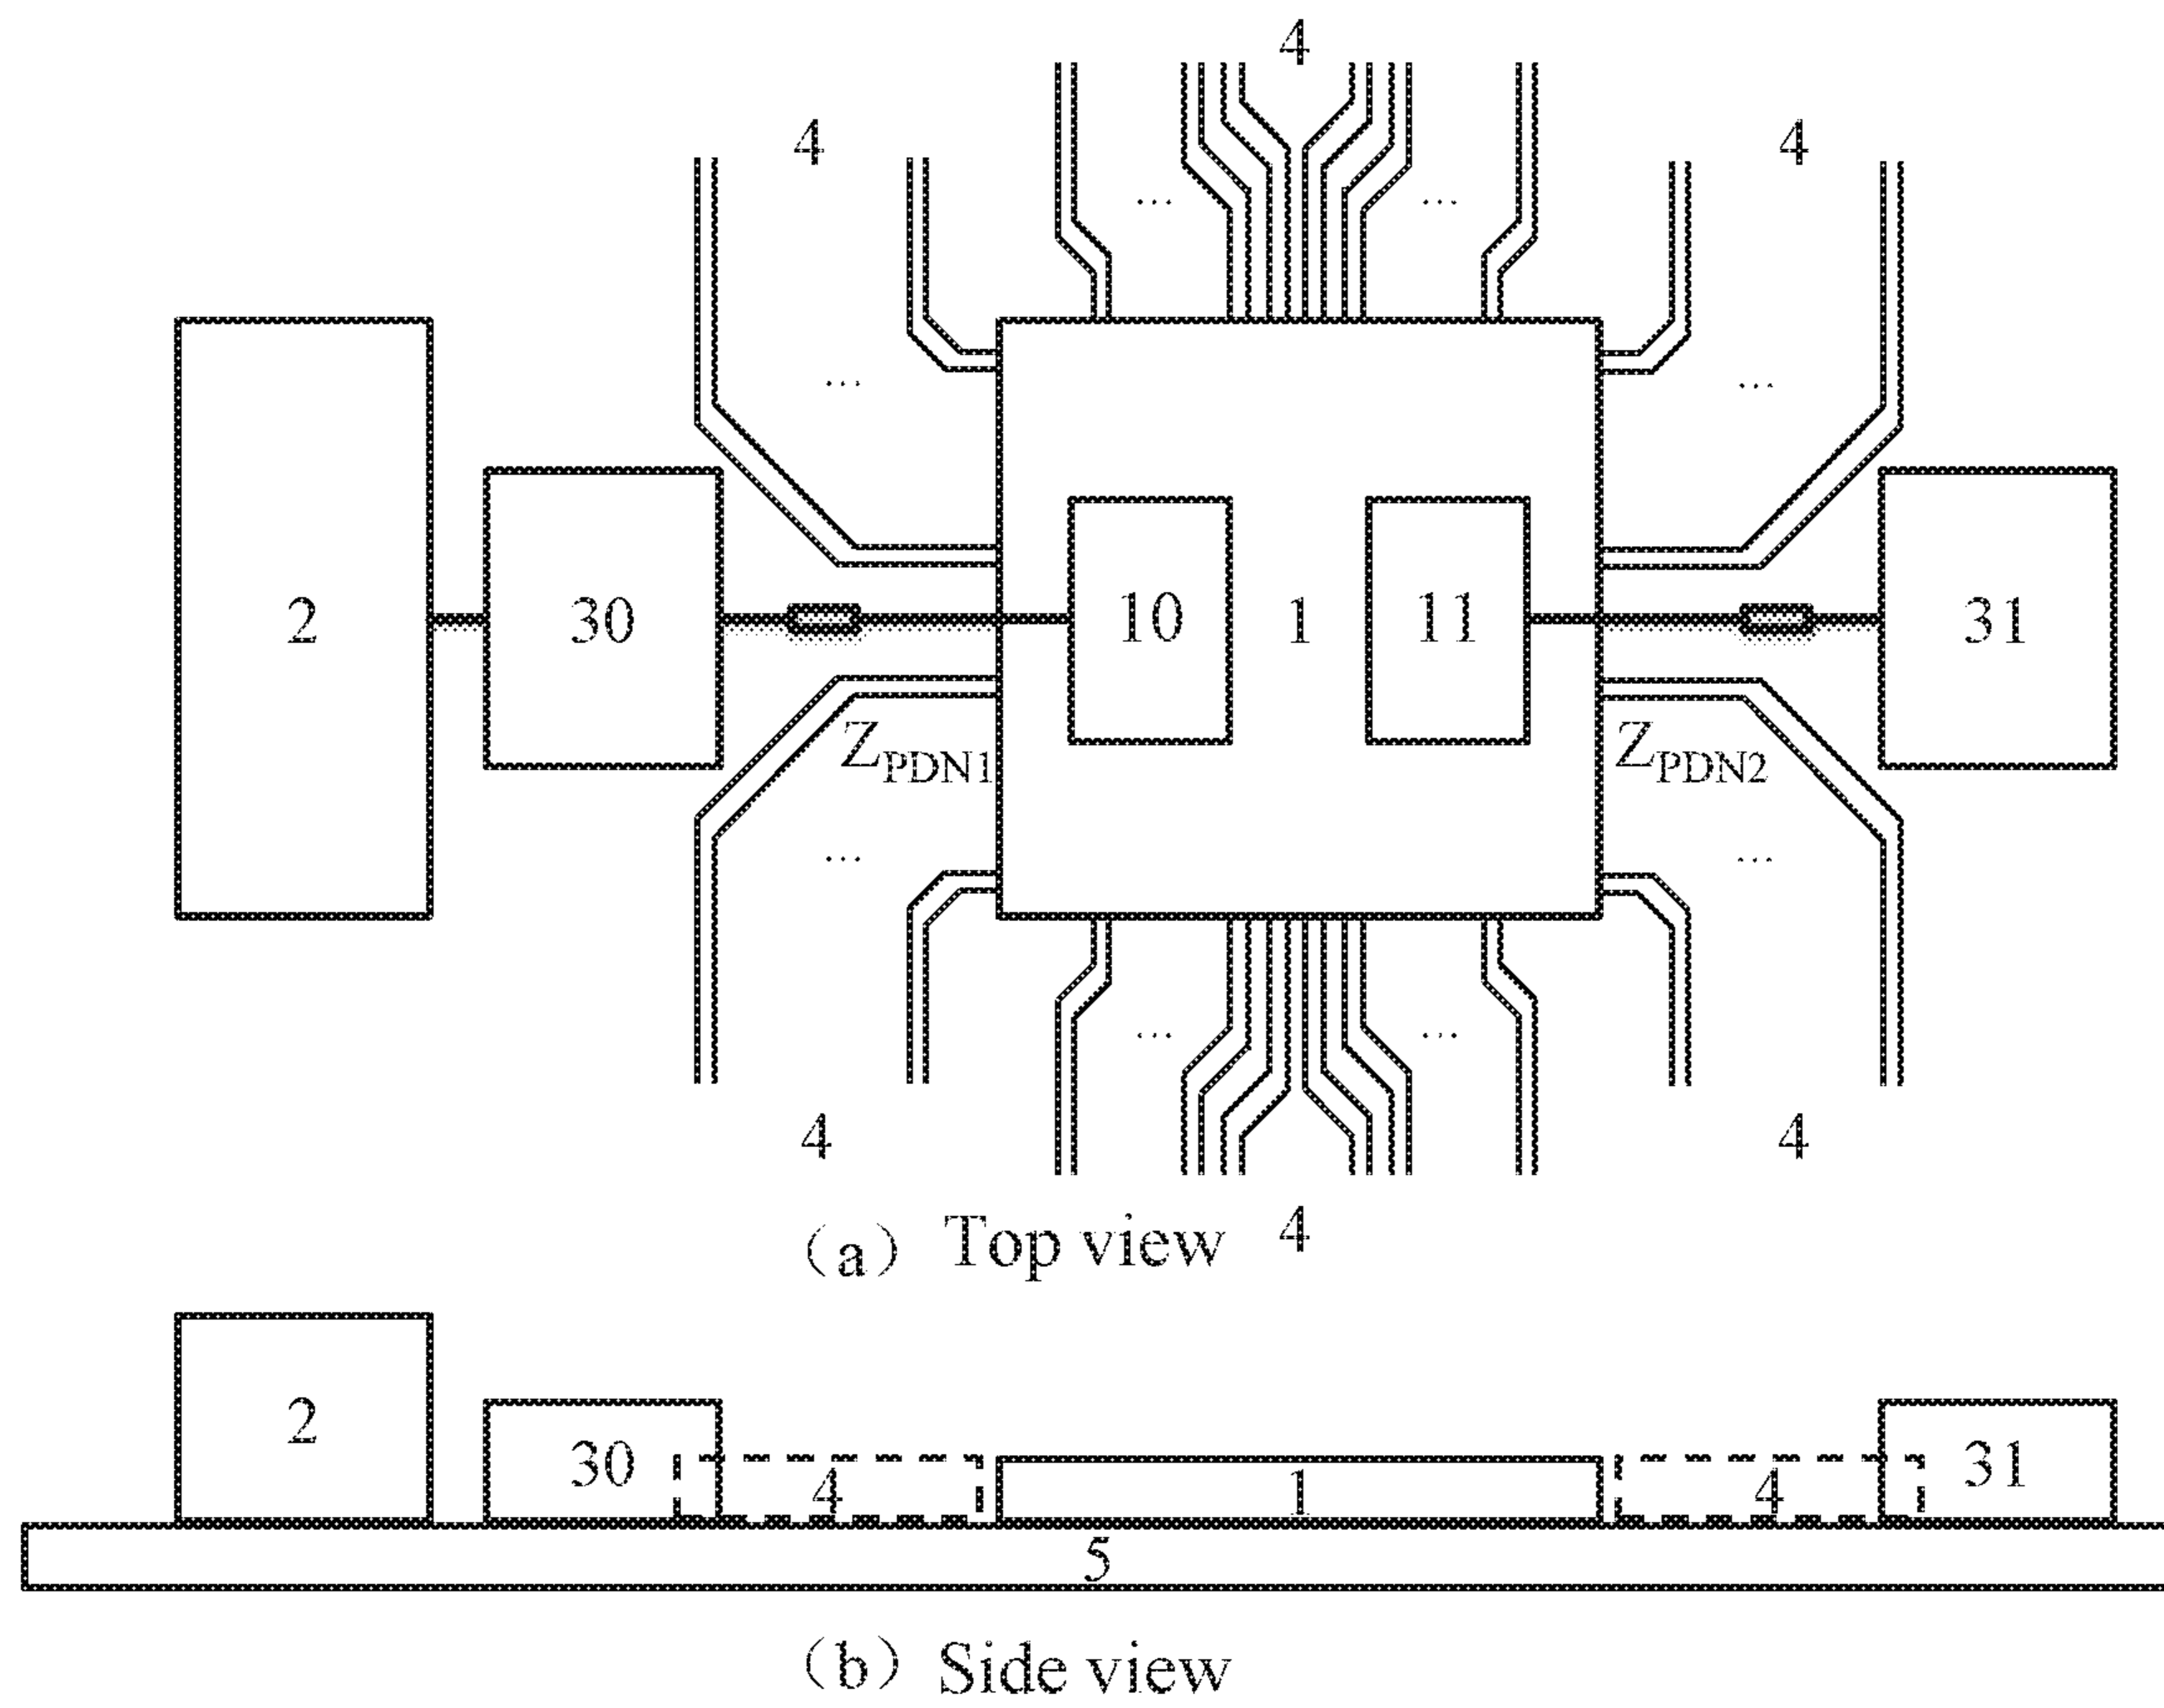 4
4 4
... ...
... ...
2 30 10 1 11 31
Z_PDN1 Z_PDN2
... ...
... ...
4 4
4
(a) Top view
2
30 4 1 4 31
5
(b) Side view